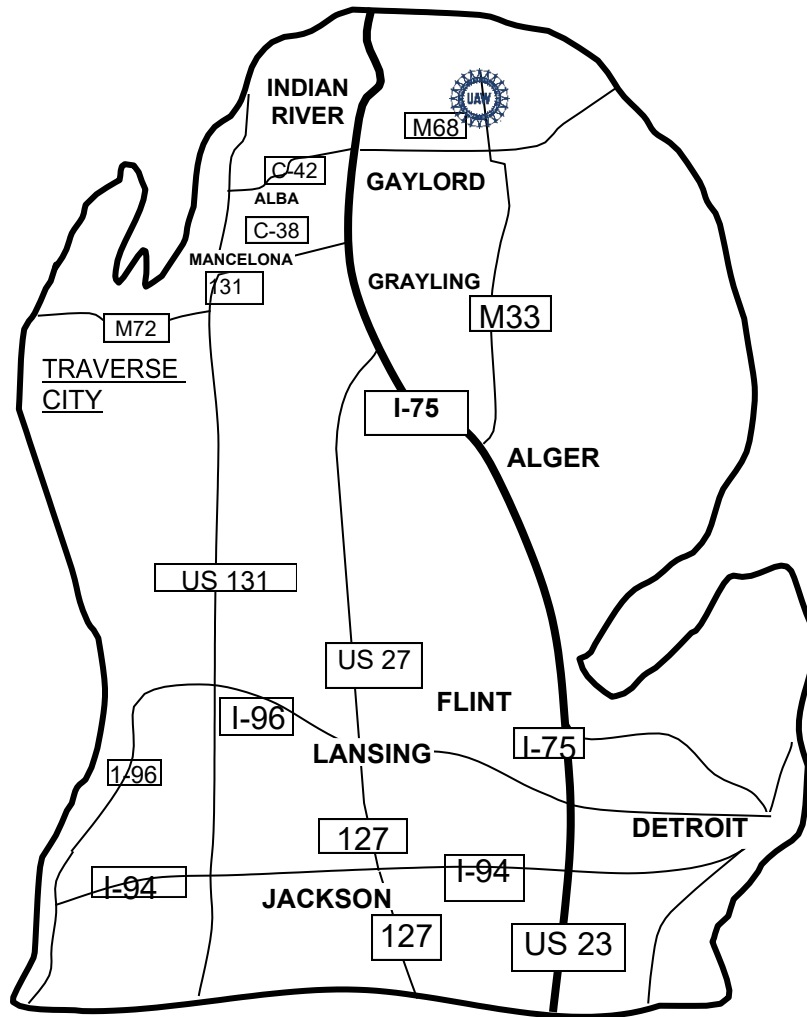 INDIAN
RIVER
UAW
M68
C-42
GAYLORD
ALBA
C-38
MANCELONA
GRAYLING
131
M33
M72
TRAVERSE
CITY
I-75
ALGER
US 131
US 27
FLINT
I-96
I-75
LANSING
1-96
DETROIT
127
I-94
I-94
JACKSON
127
US 23